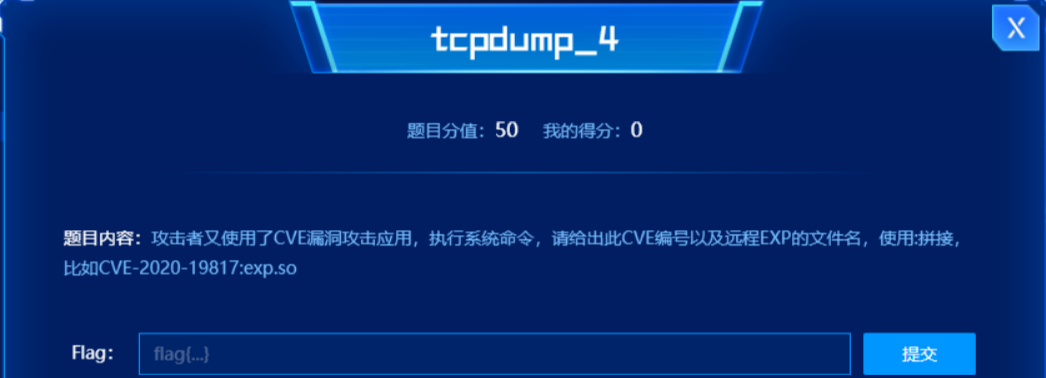 tcpdump_4
X
题目分值：50 我的得分：0
题目内容：攻击者又使用了CVE漏洞攻击应用，执行系统命令，请给出此CVE编号以及远程EXP的文件名，使用:拼接，
比如CVE-2020-19817:exp.so
Flag： flag{...} 提交